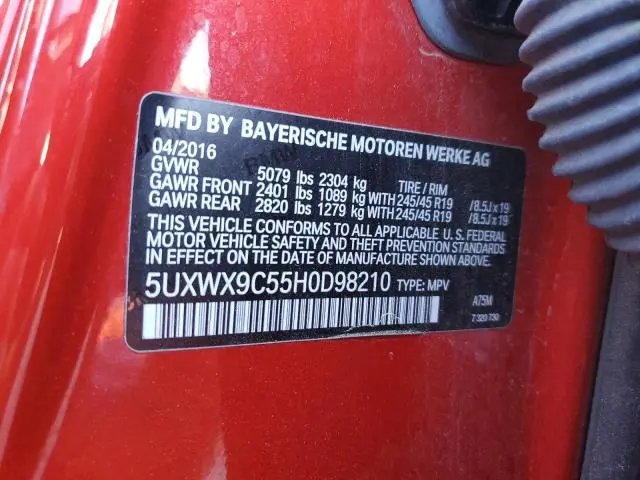 MFD BY BAYERISCHE MOTOREN WERKE AG
04/2016
GVWR 5079 lbs 2304 kg TIRE / RIM
GAWR FRONT 2401 lbs 1089 kg WITH 245/45 R19 /8.5J x 19
GAWR REAR 2820 lbs 1279 kg WITH 245/45 R19 /8.5J x 19
THIS VEHICLE CONFORMS TO ALL APPLICABLE U. S. FEDERAL
MOTOR VEHICLE SAFETY AND THEFT PREVENTION STANDARDS
IN EFFECT ON THE DATE OF MANUFACTURE SHOWN ABOVE.
5UXWX9C55H0D98210 TYPE: MPV
A75M
7 320 730